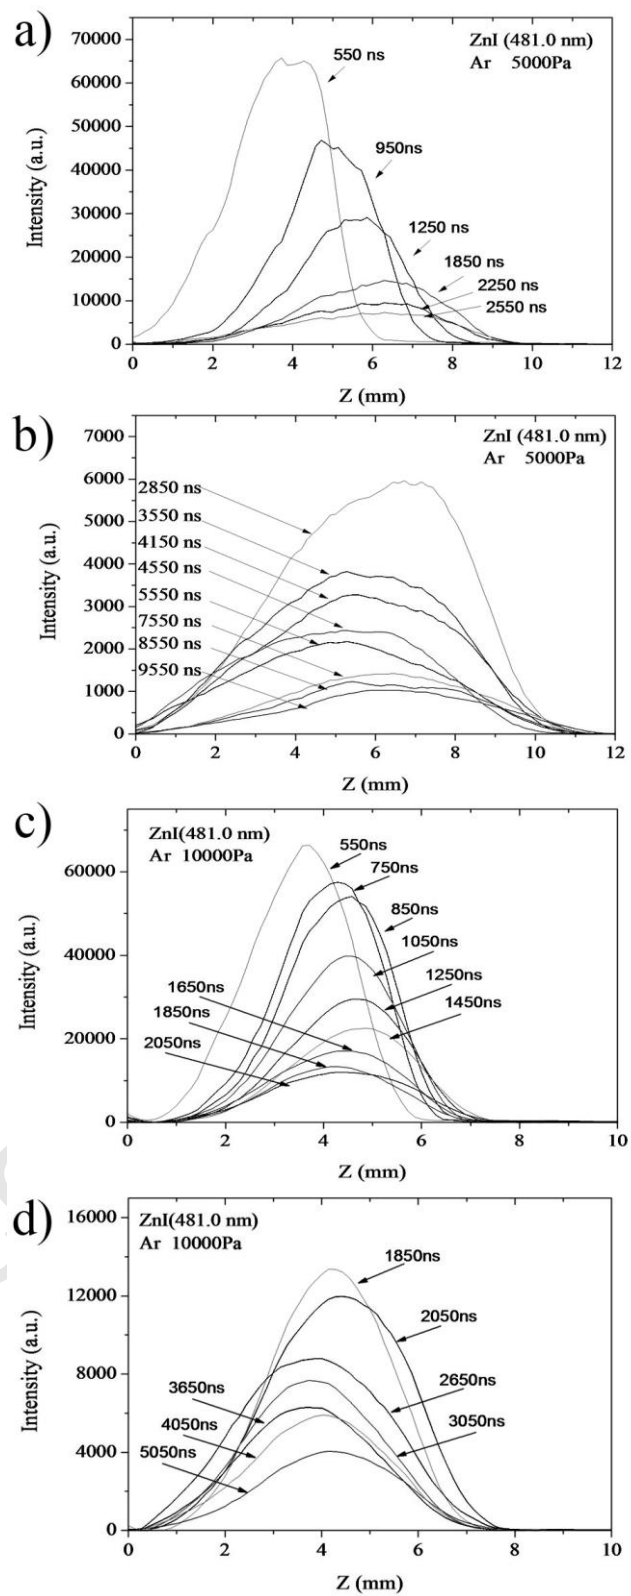 a)
70000
60000
50000
40000
30000
20000
10000
0
Intensity (a.u.)
ZnI (481.0 nm)
Ar 5000Pa
550 ns
950ns
1250 ns
1850 ns
2250 ns
2550 ns
0 2 4 6 8 10 12
Z (mm)
b)
7000
6000
5000
4000
3000
2000
1000
0
Intensity (a.u.)
ZnI (481.0 nm)
Ar 5000Pa
2850 ns
3550 ns
4150 ns
4550 ns
5550 ns
7550 ns
8550 ns
9550 ns
0 2 4 6 8 10 12
Z (mm)
c)
60000
40000
20000
0
Intensity (a.u.)
ZnI(481.0 nm)
Ar 10000Pa
550ns
750ns
850ns
1050ns
1250ns
1450ns
1650ns
1850ns
2050ns
0 2 4 6 8 10
Z (mm)
d)
16000
12000
8000
4000
0
Intensity (a.u.)
ZnI(481.0 nm)
Ar 10000Pa
1850ns
2050ns
2650ns
3050ns
3650ns
4050ns
5050ns
0 2 4 6 8 10
Z (mm)